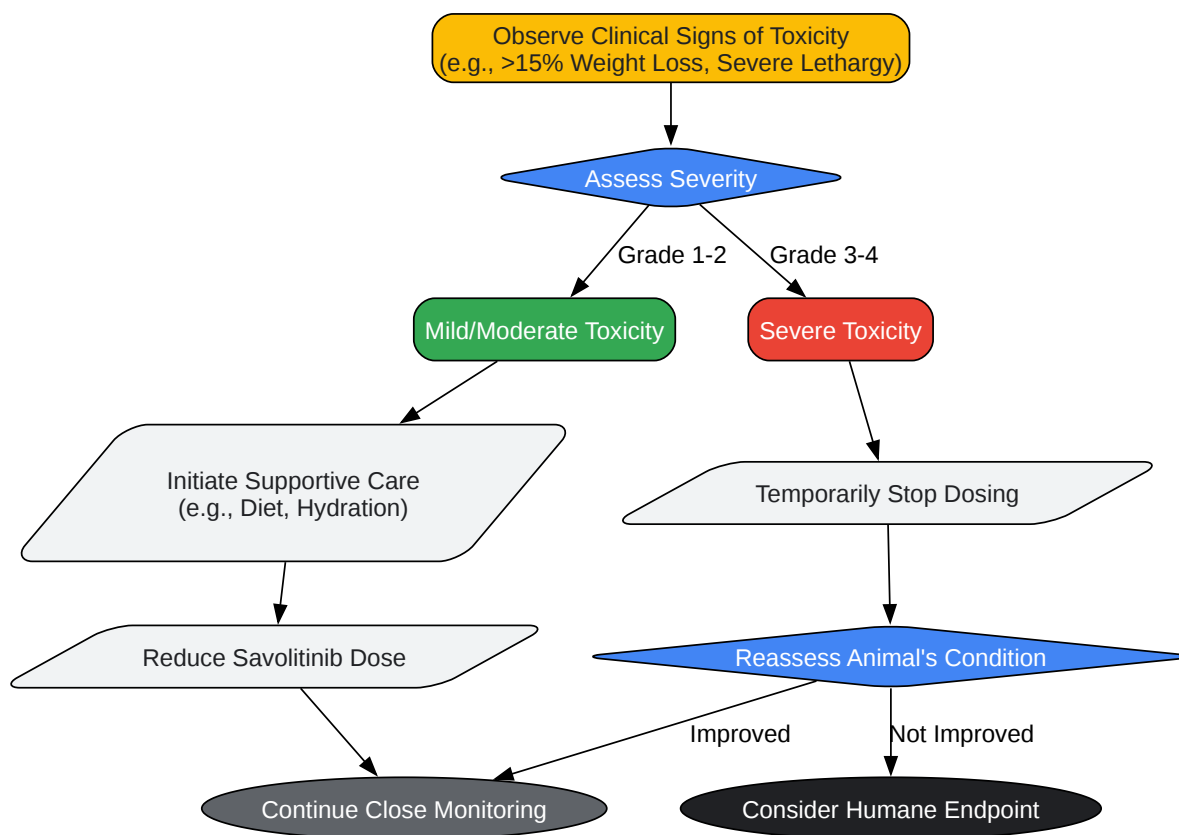 Observe Clinical Signs of Toxicity
(e.g., >15% Weight Loss, Severe Lethargy)
Assess Severity
Grade 1-2
Grade 3-4
Mild/Moderate Toxicity
Severe Toxicity
Initiate Supportive Care
(e.g., Diet, Hydration)
Temporarily Stop Dosing
Reduce Savolitinib Dose
Reassess Animal's Condition
Improved
Not Improved
Continue Close Monitoring
Consider Humane Endpoint